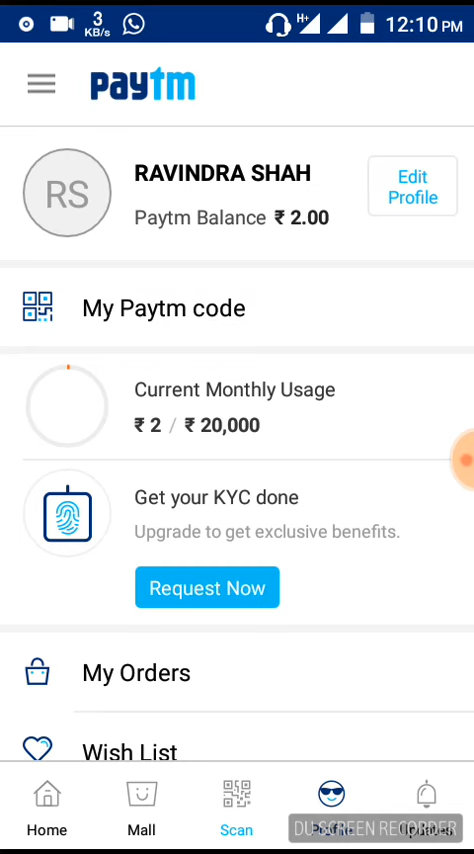 3 KB/s H+ 12:10 PM
paytm
RS
RAVINDRA SHAH
Paytm Balance ₹ 2.00
Edit
Profile
My Paytm code
Current Monthly Usage
₹ 2 / ₹ 20,000
Get your KYC done
Upgrade to get exclusive benefits.
Request Now
My Orders
Wish List
Home Mall Scan Profile Updates
DU SCREEN RECORDER